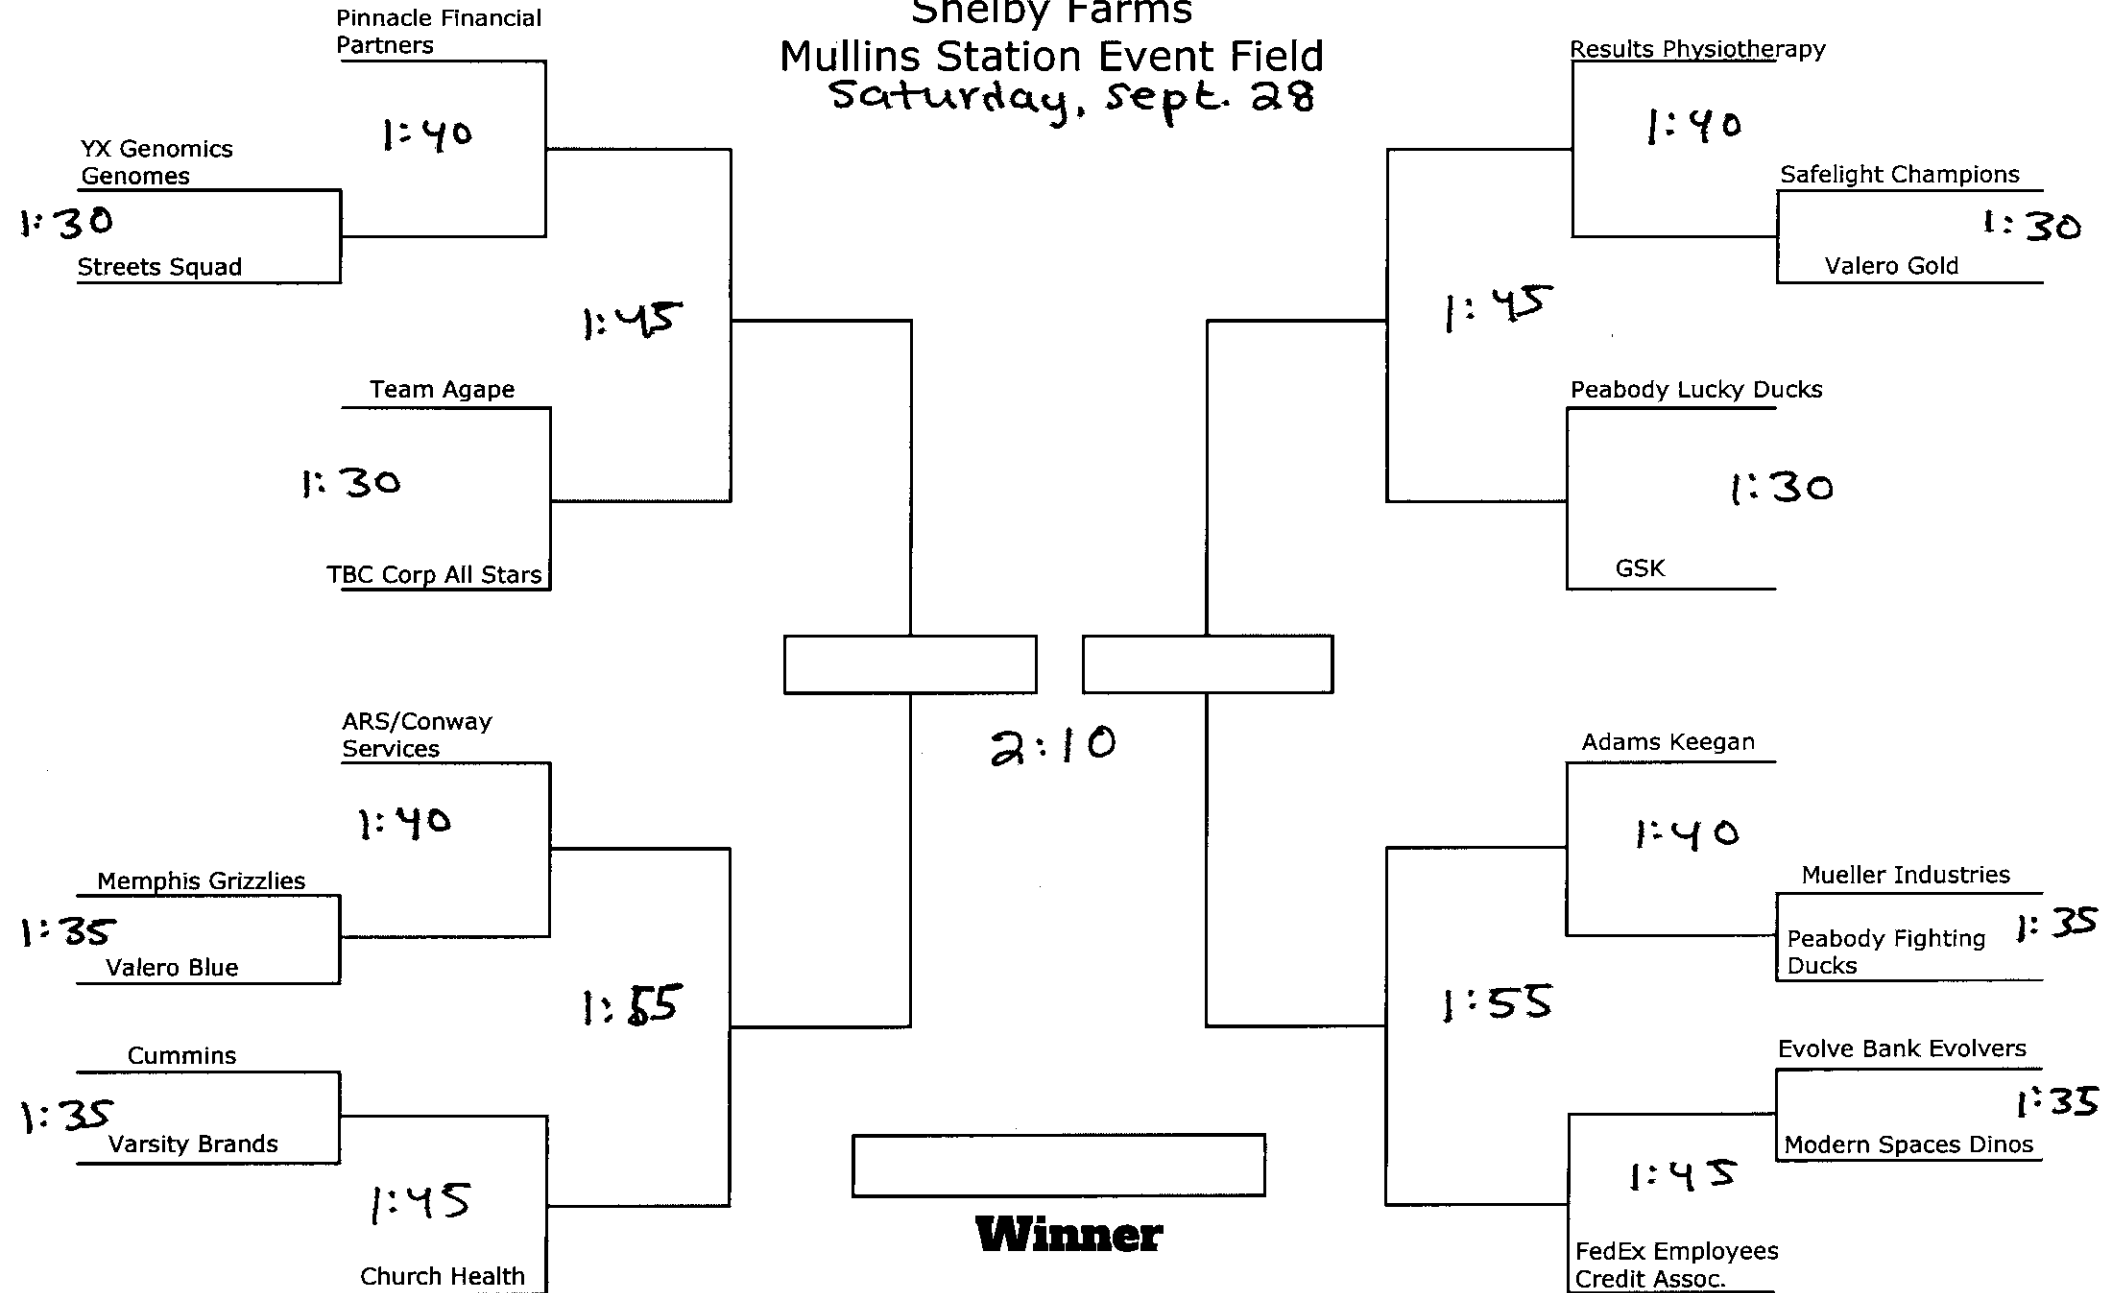 Shelby Farms
Mullins Station Event Field
Saturday, Sept. 28
Pinnacle Financial
Partners
1:40
YX Genomics
Genomes
1:30
Streets Squad
1:45
Team Agape
1:30
TBC Corp All Stars
ARS/Conway
Services
1:40
Memphis Grizzlies
1:35
Valero Blue
1:55
Cummins
1:35
Varsity Brands
1:45
Church Health
2:10
Results Physiotherapy
1:40
Safelight Champions
1:30
Valero Gold
1:45
Peabody Lucky Ducks
1:30
GSK
Adams Keegan
1:40
Mueller Industries
1:35
Peabody Fighting
Ducks
1:55
Evolve Bank Evolvers
1:35
Modern Spaces Dinos
1:45
FedEx Employees
Credit Assoc.
Winner